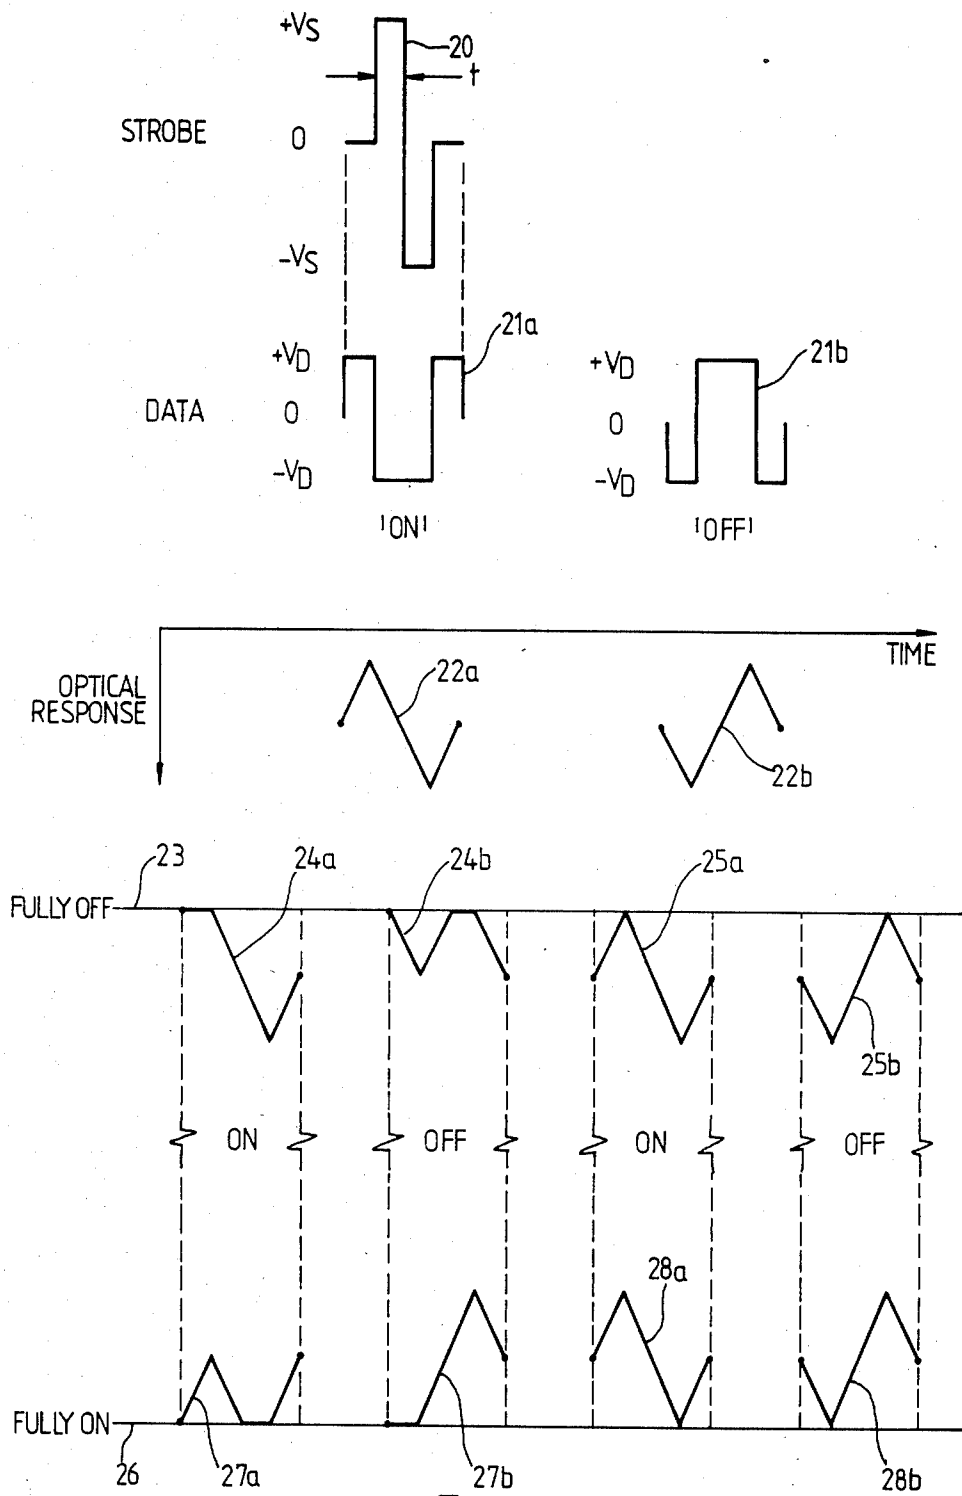 +VS
20
t
STROBE
0
-VS
21a
+VD
+VD
21b
DATA
0
0
-VD
-VD
'ON'
'OFF'
TIME
OPTICAL
RESPONSE
22a
22b
23
24a
24b
25a
FULLY OFF
25b
ON
OFF
ON
OFF
28a
FULLY ON
26
27a
27b
28b